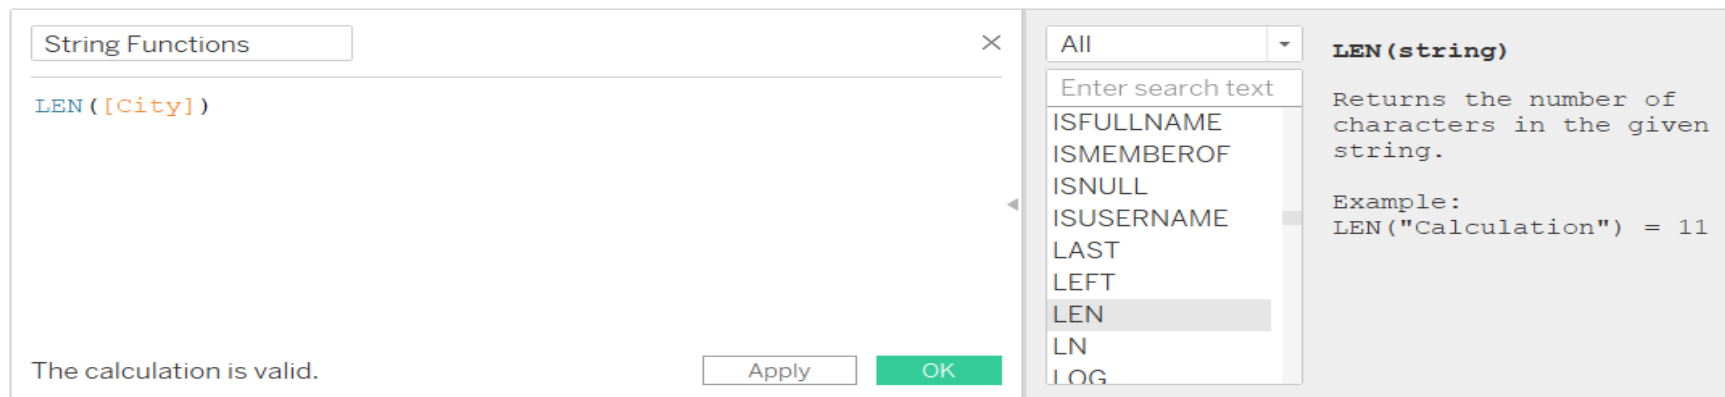 String Functions
LEN([City])
The calculation is valid.
Apply
OK
All
Enter search text
ISFULLNAME
ISMEMBEROF
ISNULL
ISUSERNAME
LAST
LEFT
LEN
LN
LOG
LEN(string)
Returns the number of
characters in the given
string.
Example:
LEN("Calculation") = 11